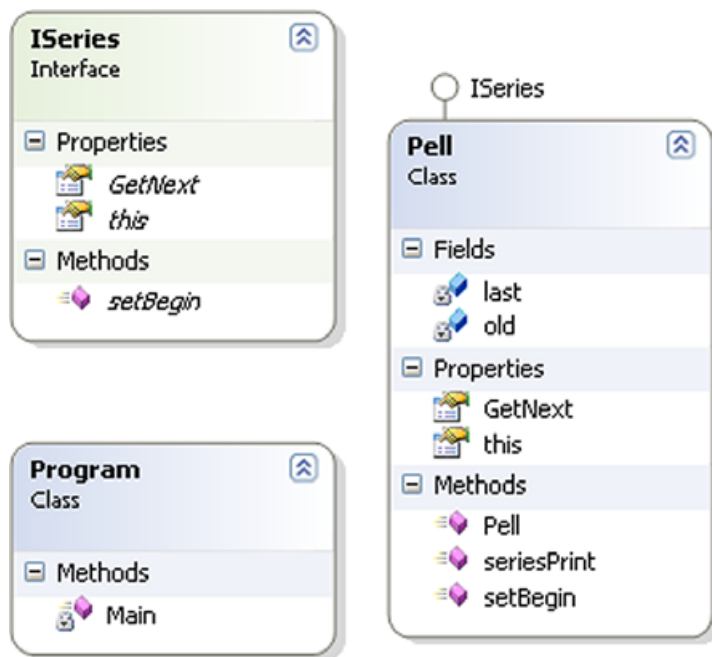 ISeries
Interface
Properties
GetNext
this
Methods
setBegin
Program
Class
Methods
Main
ISeries
Pell
Class
Fields
last
old
Properties
GetNext
this
Methods
Pell
seriesPrint
setBegin